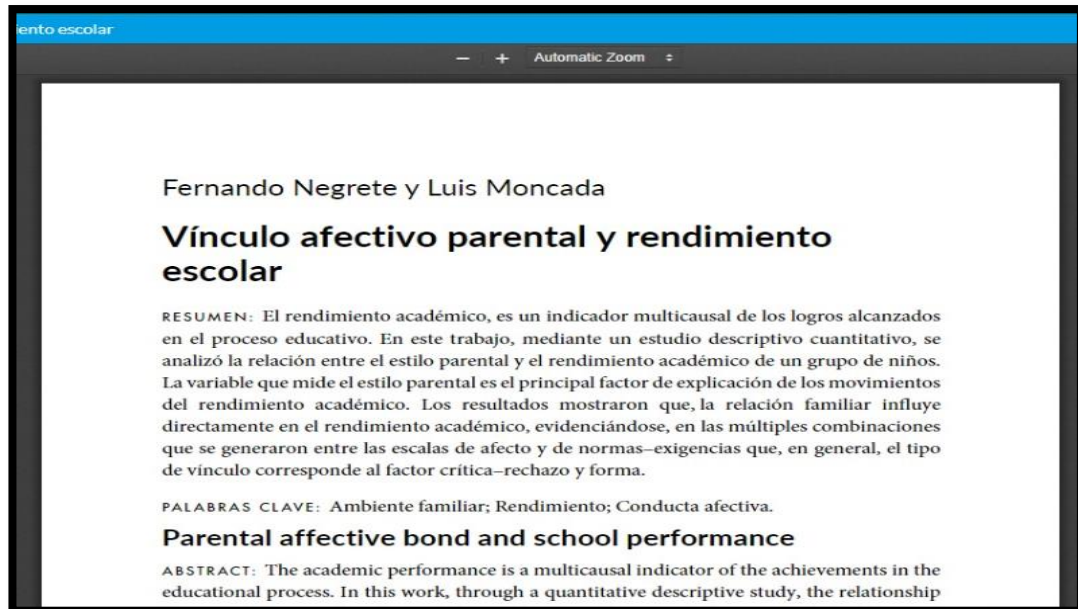 iento escolar
− + Automatic Zoom
Fernando Negrete y Luis Moncada
Vínculo afectivo parental y rendimiento
escolar
RESUMEN: El rendimiento académico, es un indicador multicausal de los logros alcanzados
en el proceso educativo. En este trabajo, mediante un estudio descriptivo cuantitativo, se
analizó la relación entre el estilo parental y el rendimiento académico de un grupo de niños.
La variable que mide el estilo parental es el principal factor de explicación de los movimientos
del rendimiento académico. Los resultados mostraron que, la relación familiar influye
directamente en el rendimiento académico, evidenciándose, en las múltiples combinaciones
que se generaron entre las escalas de afecto y de normas–exigencias que, en general, el tipo
de vínculo corresponde al factor crítica–rechazo y forma.
PALABRAS CLAVE: Ambiente familiar; Rendimiento; Conducta afectiva.
Parental affective bond and school performance
ABSTRACT: The academic performance is a multicausal indicator of the achievements in the
educational process. In this work, through a quantitative descriptive study, the relationship